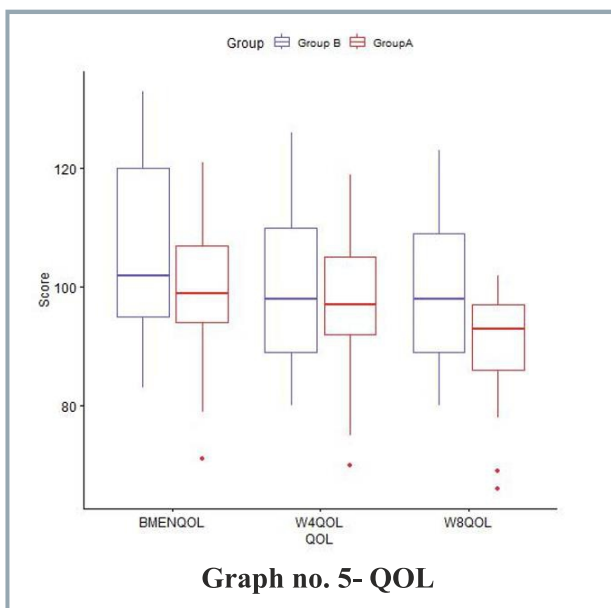 Group Group B GroupA
120
100
80
Score
BMENQOL W4QOL W8QOL
QOL
Graph no. 5- QOL